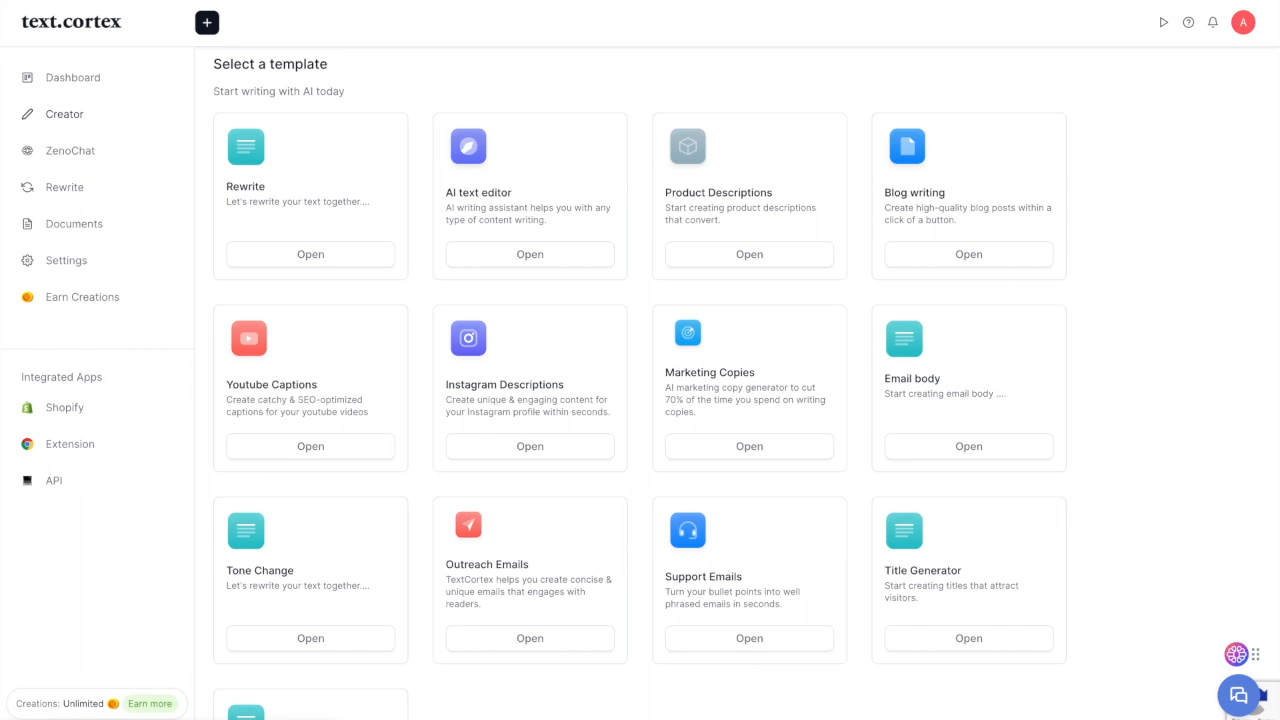 text.cortex
+
A
Dashboard
Creator
ZenoChat
Rewrite
Documents
Settings
Earn Creations
Integrated Apps
Shopify
Extension
API
Creations: Unlimited
Earn more
Select a template
Start writing with AI today
Rewrite
Let's rewrite your text together....
Open
AI text editor
AI writing assistant helps you with any
type of content writing.
Open
Product Descriptions
Start creating product descriptions
that convert.
Open
Blog writing
Create high-quality blog posts within a
click of a button.
Open
Youtube Captions
Create catchy & SEO-optimized
captions for your youtube videos
Open
Instagram Descriptions
Create unique & engaging content for
your Instagram profile within seconds.
Open
Marketing Copies
AI marketing copy generator to cut
70% of the time you spend on writing
copies.
Open
Email body
Start creating email body ....
Open
Tone Change
Let's rewrite your text together....
Open
Outreach Emails
TextCortex helps you create concise &
unique emails that engages with
readers.
Open
Support Emails
Turn your bullet points into well
phrased emails in seconds.
Open
Title Generator
Start creating titles that attract
visitors.
Open